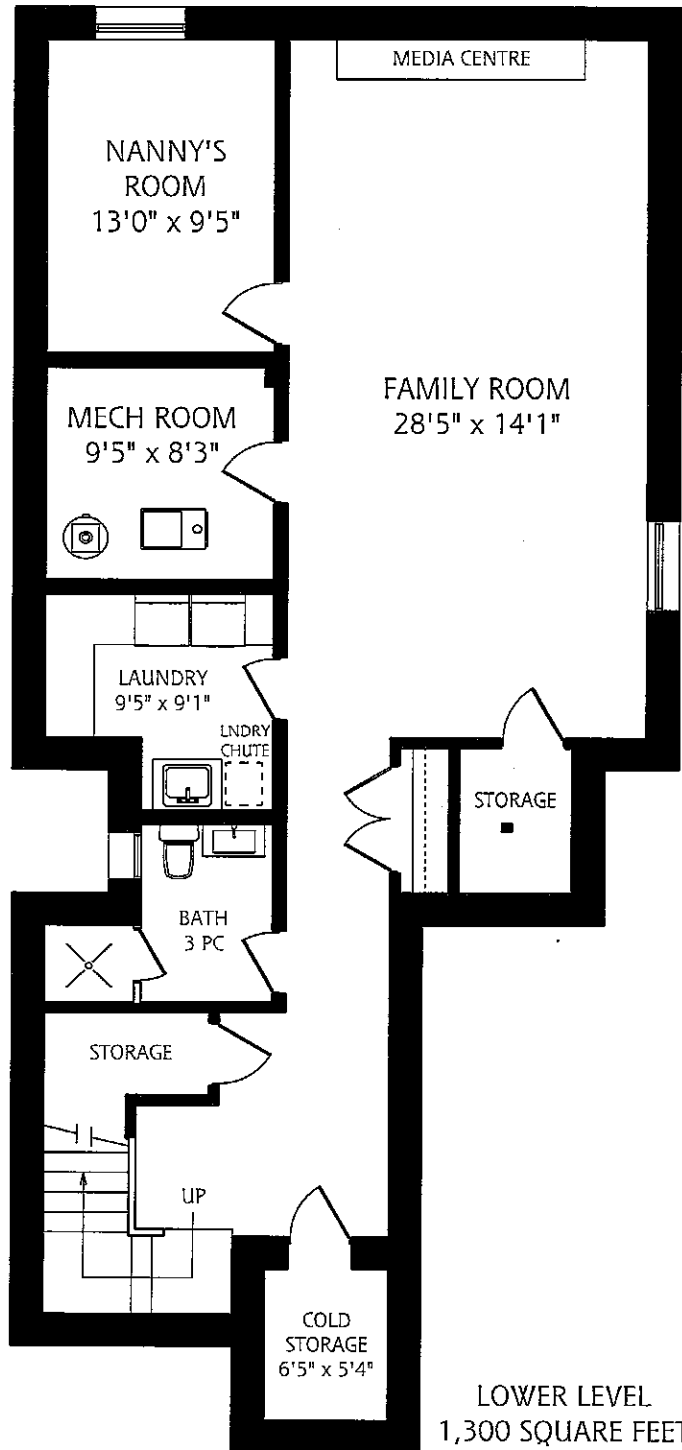 MEDIA CENTRE
NANNY'S
ROOM
13'0" x 9'5"
FAMILY ROOM
28'5" x 14'1"
MECH ROOM
9'5" x 8'3"
LAUNDRY
9'5" x 9'1"
LNDRY
CHUTE
STORAGE
BATH
3 PC
STORAGE
UP
COLD
STORAGE
6'5" x 5'4"
LOWER LEVEL
1,300 SQUARE FEET